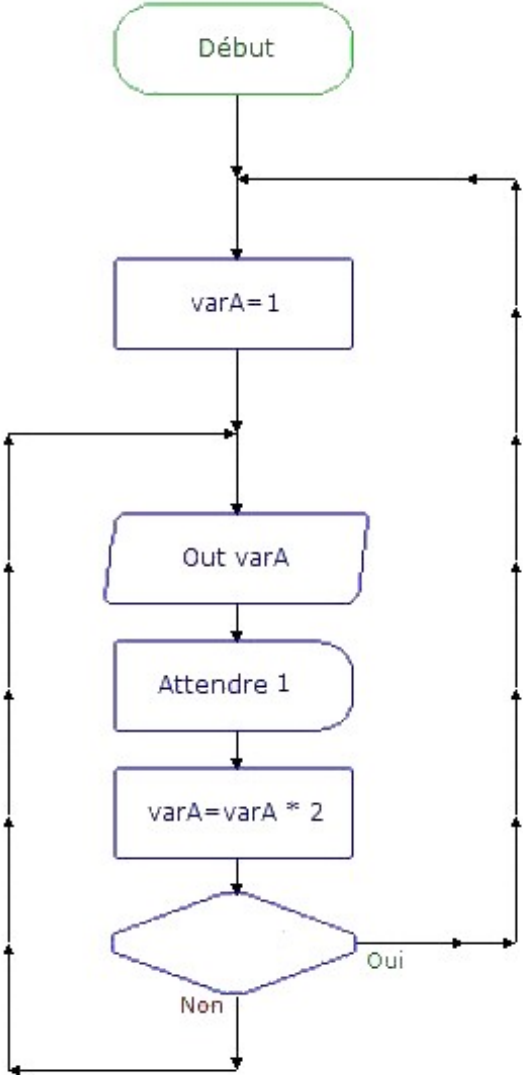 Début
varA=1
Out varA
Attendre 1
varA=varA * 2
Oui
Non